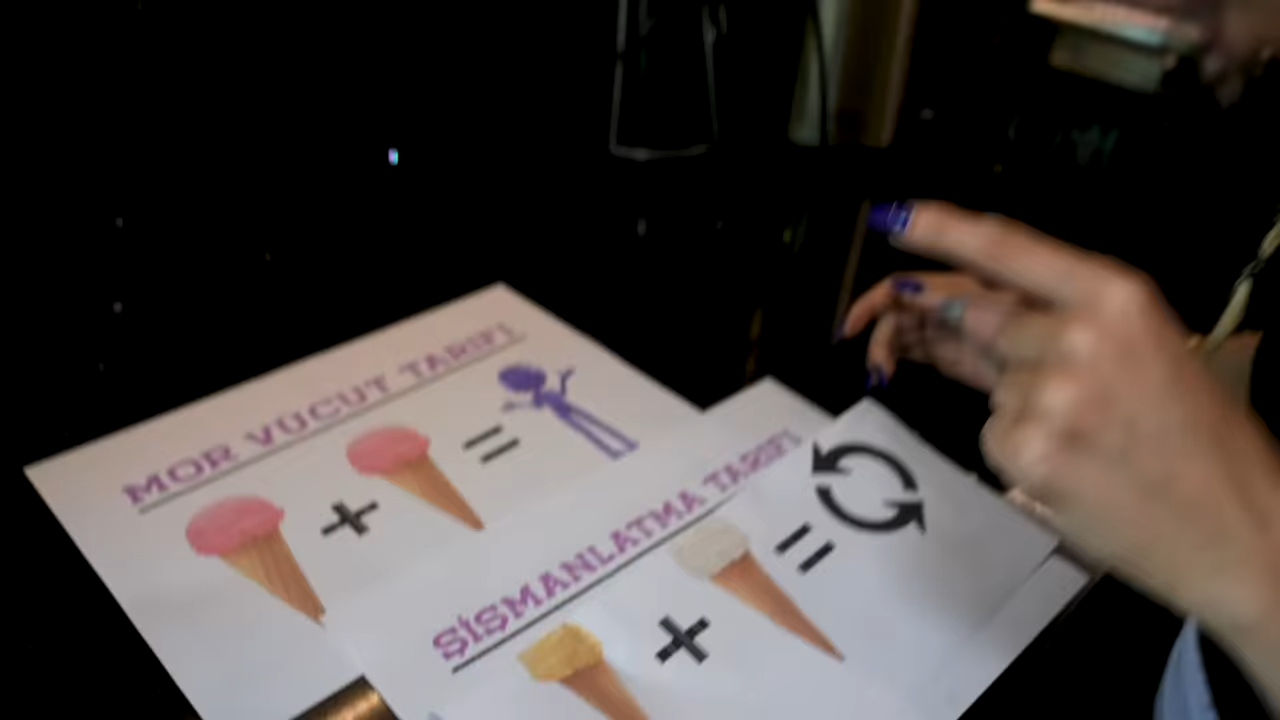 MOR VÜCUT TARİFİ
+ =
ŞİŞMANLATMA TARİFİ
+ =